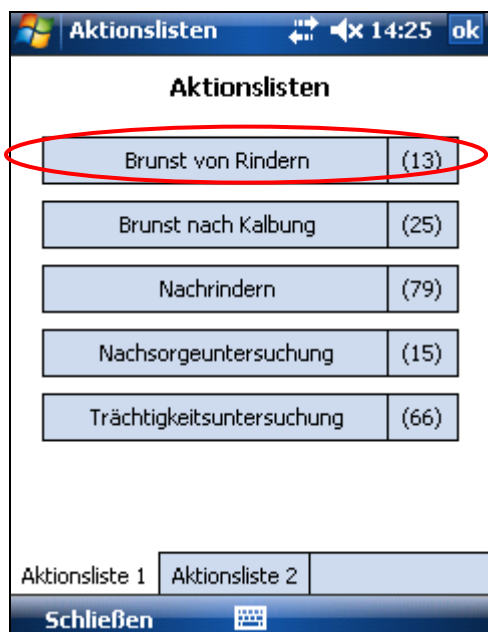 Aktionslisten 14:25 ok
Aktionslisten
Brunst von Rindern (13)
Brunst nach Kalbung (25)
Nachrindern (79)
Nachsorgeuntersuchung (15)
Trächtigkeitsuntersuchung (66)
Aktionsliste 1 Aktionsliste 2
Schließen